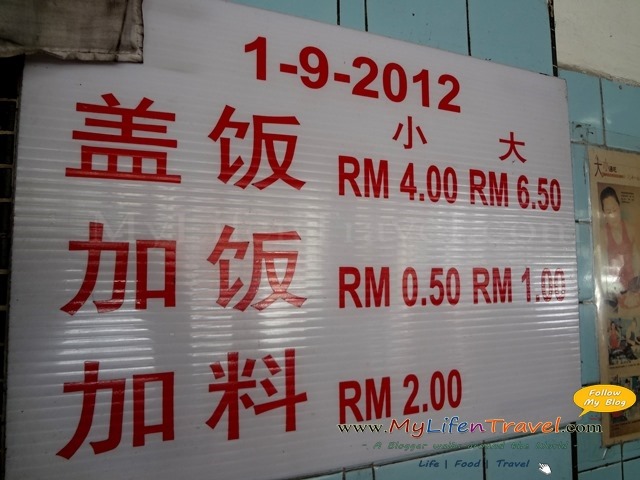 1-9-2012
小 大
盖饭 RM 4.00 RM 6.50
加饭 RM 0.50 RM 1.00
加料 RM 2.00
大
Follow My Blog
www.MyLifenTravel.com
Life | Food | Travel